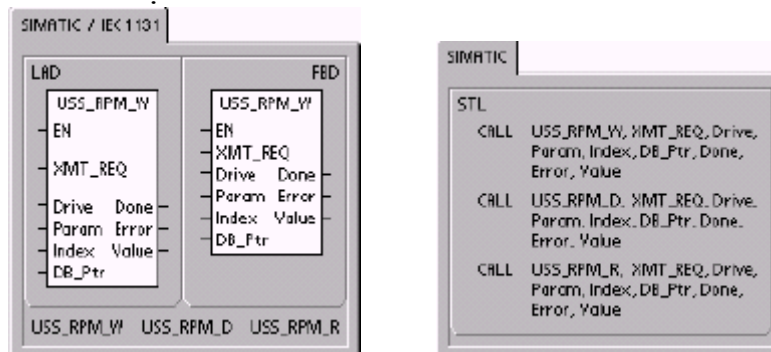 SIMATIC / IEC 1131
LAD
USS_RPM_W
EN
XMT_REQ
Drive Done
Param Error
Index Value
DB_Ptr
FBD
USS_RPM_W
EN
XMT_REQ
Drive Done
Param Error
Index Value
DB_Ptr
USS_RPM_W USS_RPM_D USS_RPM_R
SIMATIC
STL
CALL USS_RPM_W, XMT_REQ, Drive,
Param, Index, DB_Ptr, Done,
Error, Value
CALL USS_RPM_D, XMT_REQ, Drive,
Param, Index, DB_Ptr, Done,
Error, Value
CALL USS_RPM_R, XMT_REQ, Drive,
Param, Index, DB_Ptr, Done,
Error, Value